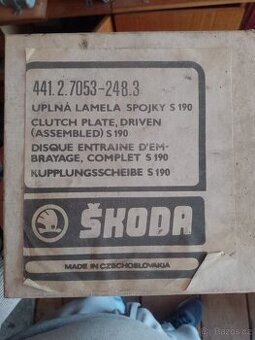 441.2.7053-248.3
UPLNÁ LAMELA SPOJKY S 190
CLUTCH PLATE, DRIVEN
(ASSEMBLED) S 190
DISQUE ENTRAINE D'EM-
BRAYAGE, COMPLET S 190
KUPPLUNGSSCHEIBE S 190
ŠKODA
MADE IN CZECHOSLOVAKIA